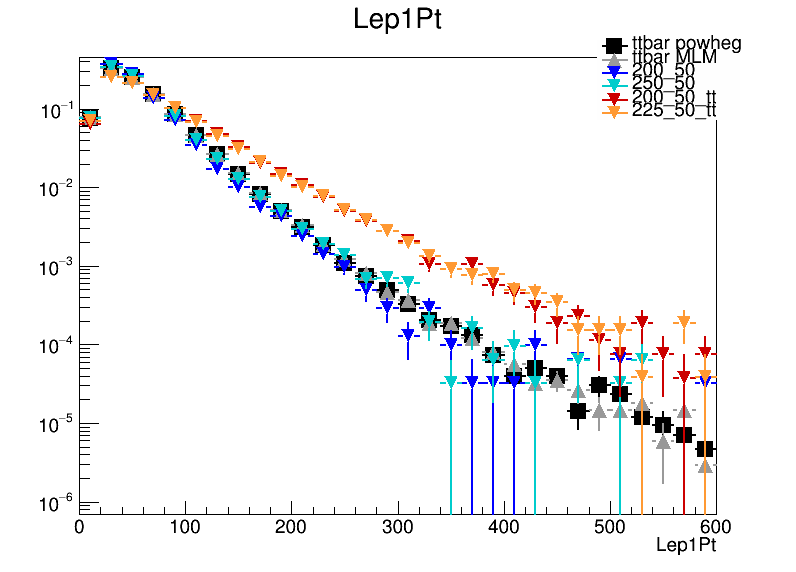 Lep1Pt
ttbar powheg
ttbar MLM
200_50
250_50
200_50_tt
225_50_tt
10⁻¹
10⁻²
10⁻³
10⁻⁴
10⁻⁵
10⁻⁶
0 100 200 300 400 500 600
Lep1Pt